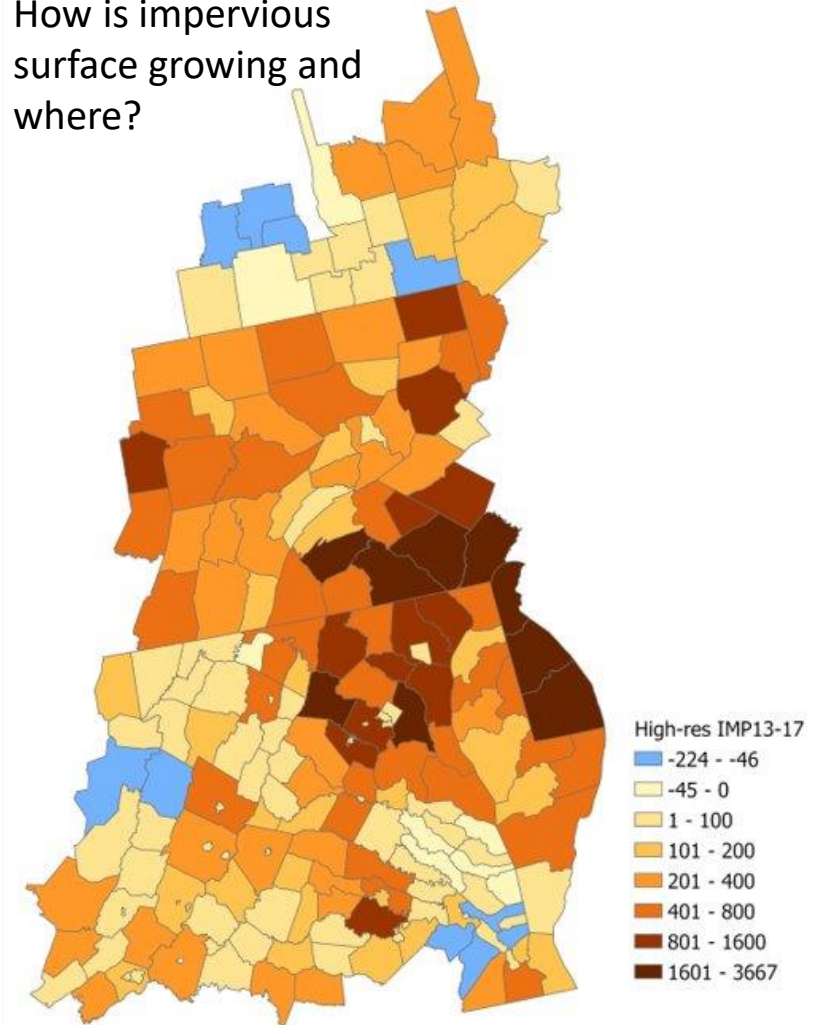 How is impervious
surface growing and
where?
High-res IMP13-17
-224 - -46
-45 - 0
1 - 100
101 - 200
201 - 400
401 - 800
801 - 1600
1601 - 3667